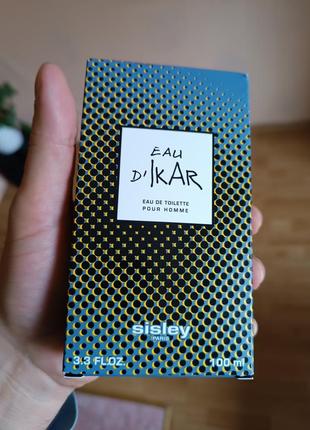 EAU
D'IKAR
EAU DE TOILETTE
POUR HOMME
sisley
PARIS
3.3 FL.OZ. 100 ml